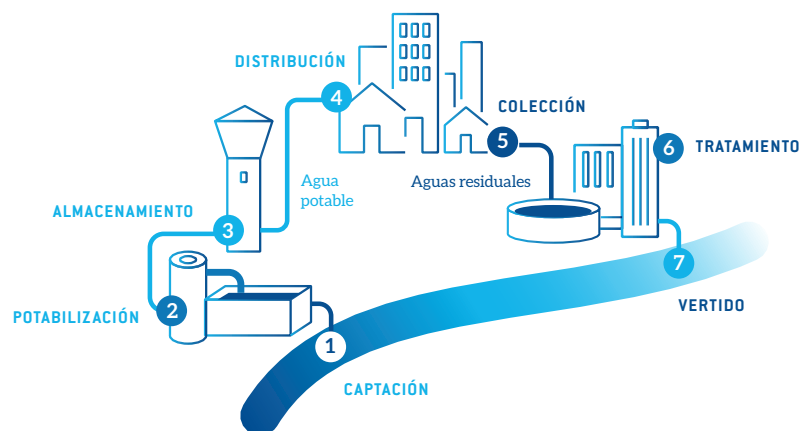 DISTRIBUCIÓN
4
COLECCIÓN
5
6
TRATAMIENTO
Agua
potable
Aguas residuales
ALMACENAMIENTO
3
7
VERTIDO
2
POTABILIZACIÓN
1
CAPTACIÓN